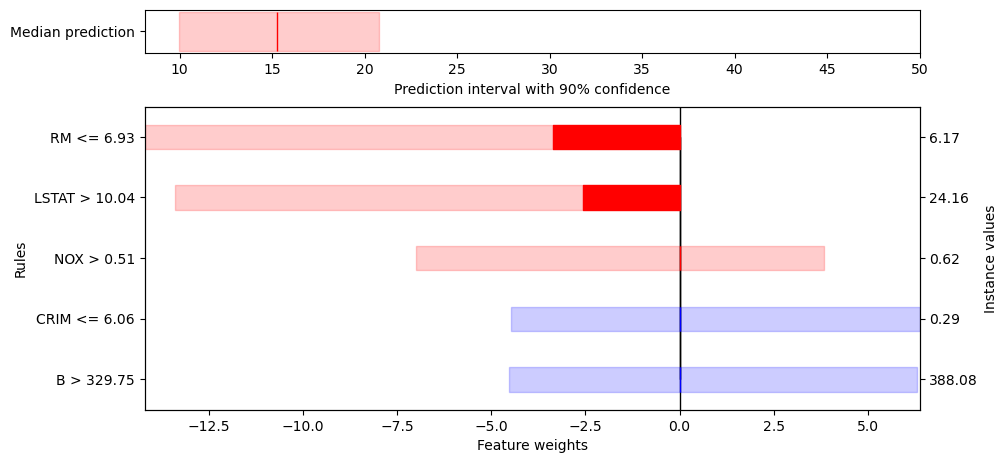 Median prediction
10 15 20 25 30 35 40 45 50
Prediction interval with 90% confidence
RM <= 6.93 6.17
LSTAT > 10.04 24.16
NOX > 0.51 0.62
CRIM <= 6.06 0.29
B > 329.75 388.08
Rules
Instance values
−12.5 −10.0 −7.5 −5.0 −2.5 0.0 2.5 5.0
Feature weights